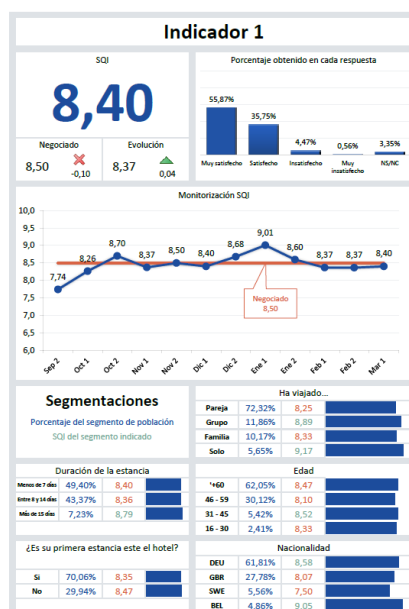 Indicador 1
SQI
8,40
Negociado Evolución
8,50 -0,10 8,37 0,04
Porcentaje obtenido en cada respuesta
55,87% 35,75% 4,47% 0,56% 3,35%
Muy satisfecho Satisfecho Insatisfecho Muy insatisfecho NS/NC
Monitorización SQI
10,0
9,5
9,0
8,5
8,0
7,5
7,0
6,5
6,0
7,74 8,26 8,70 8,37 8,50 8,40 8,68 9,01 8,60 8,37 8,37 8,40
Negociado
8,50
Sep 2 Oct 1 Oct 2 Nov 1 Nov 2 Dic 1 Dic 2 Ene 1 Ene 2 Feb 1 Feb 2 Mar 1
Segmentaciones
Porcentaje del segmento de población
SQI del segmento indicado
Ha viajado...
Pareja 72,32% 8,25
Grupo 11,86% 8,89
Familia 10,17% 8,33
Solo 5,65% 9,17
Duración de la estancia
Menos de 7 días 49,40% 8,40
Entre 8 y 14 días 43,37% 8,36
Más de 15 días 7,23% 8,79
Edad
'+60 62,05% 8,47
46 - 59 30,12% 8,10
31 - 45 5,42% 8,52
16 - 30 2,41% 8,33
¿Es su primera estancia este el hotel?
Si 70,06% 8,35
No 29,94% 8,47
Nacionalidad
DEU 61,81% 8,58
GBR 27,78% 8,07
SWE 5,56% 7,50
BEL 4,86% 9,05